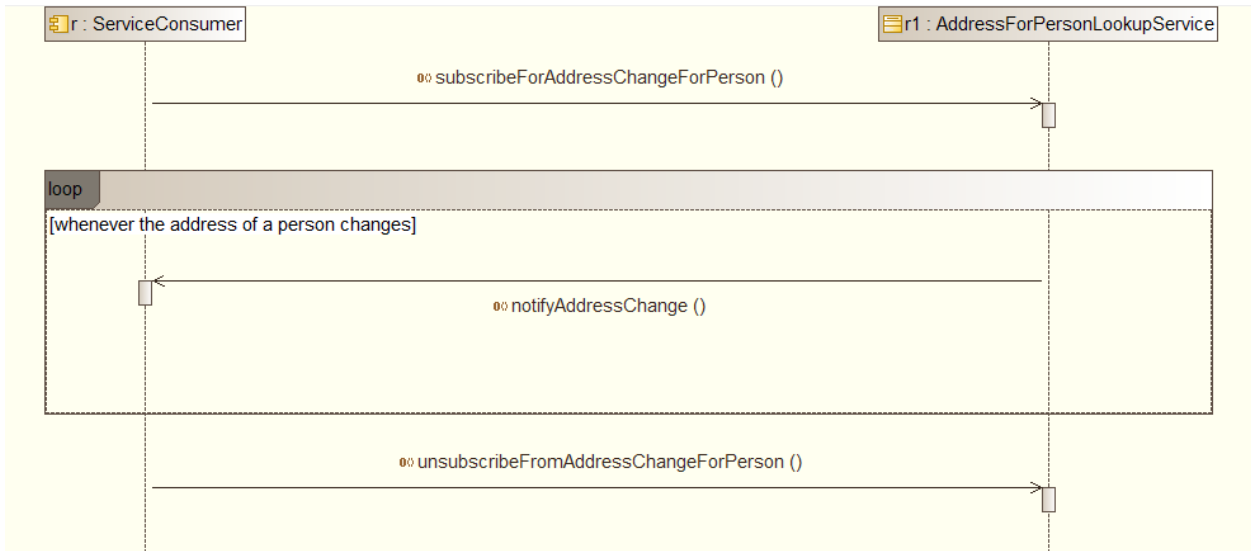 r : ServiceConsumer
r1 : AddressForPersonLookupService
subscribeForAddressChangeForPerson ()
loop
[whenever the address of a person changes]
notifyAddressChange ()
unsubscribeFromAddressChangeForPerson ()